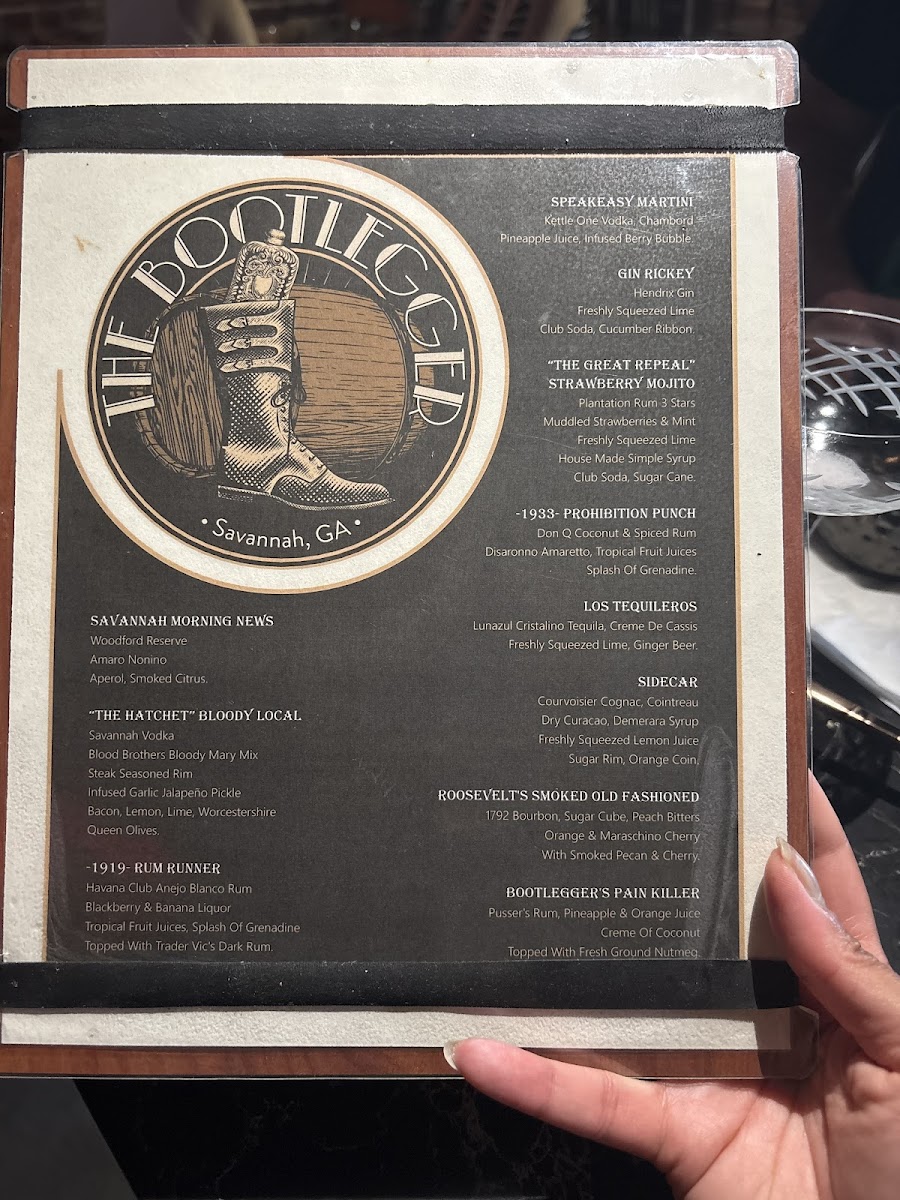 THE BOOTLEGGER
• Savannah, GA •
SAVANNAH MORNING NEWS
Woodford Reserve
Amaro Nonino
Aperol, Smoked Citrus.
"THE HATCHET" BLOODY LOCAL
Savannah Vodka
Blood Brothers Bloody Mary Mix
Steak Seasoned Rim
Infused Garlic Jalapeño Pickle
Bacon, Lemon, Lime, Worcestershire
Queen Olives.
-1919- RUM RUNNER
Havana Club Anejo Blanco Rum
Blackberry & Banana Liquor
Tropical Fruit Juices, Splash Of Grenadine
Topped With Trader Vic's Dark Rum.
SPEAKEASY MARTINI
Kettle One Vodka, Chambord
Pineapple Juice, Infused Berry Bobble.
GIN RICKEY
Hendrix Gin
Freshly Squeezed Lime
Club Soda, Cucumber Ribbon.
"THE GREAT REPEAL"
STRAWBERRY MOJITO
Plantation Rum 3 Stars
Muddled Strawberries & Mint
Freshly Squeezed Lime
House Made Simple Syrup
Club Soda, Sugar Cane.
-1933- PROHIBITION PUNCH
Don Q Coconut & Spiced Rum
Disaronno Amaretto, Tropical Fruit Juices
Splash Of Grenadine.
LOS TEQUILEROS
Lunazul Cristalino Tequila, Creme De Cassis
Freshly Squeezed Lime, Ginger Beer.
SIDECAR
Courvoisier Cognac, Cointreau
Dry Curacao, Demerara Syrup
Freshly Squeezed Lemon Juice
Sugar Rim, Orange Coin.
ROOSEVELT'S SMOKED OLD FASHIONED
1792 Bourbon, Sugar Cube, Peach Bitters
Orange & Maraschino Cherry
With Smoked Pecan & Cherry.
BOOTLEGGER'S PAIN KILLER
Pusser's Rum, Pineapple & Orange Juice
Creme Of Coconut
Topped With Fresh Ground Nutmeg.